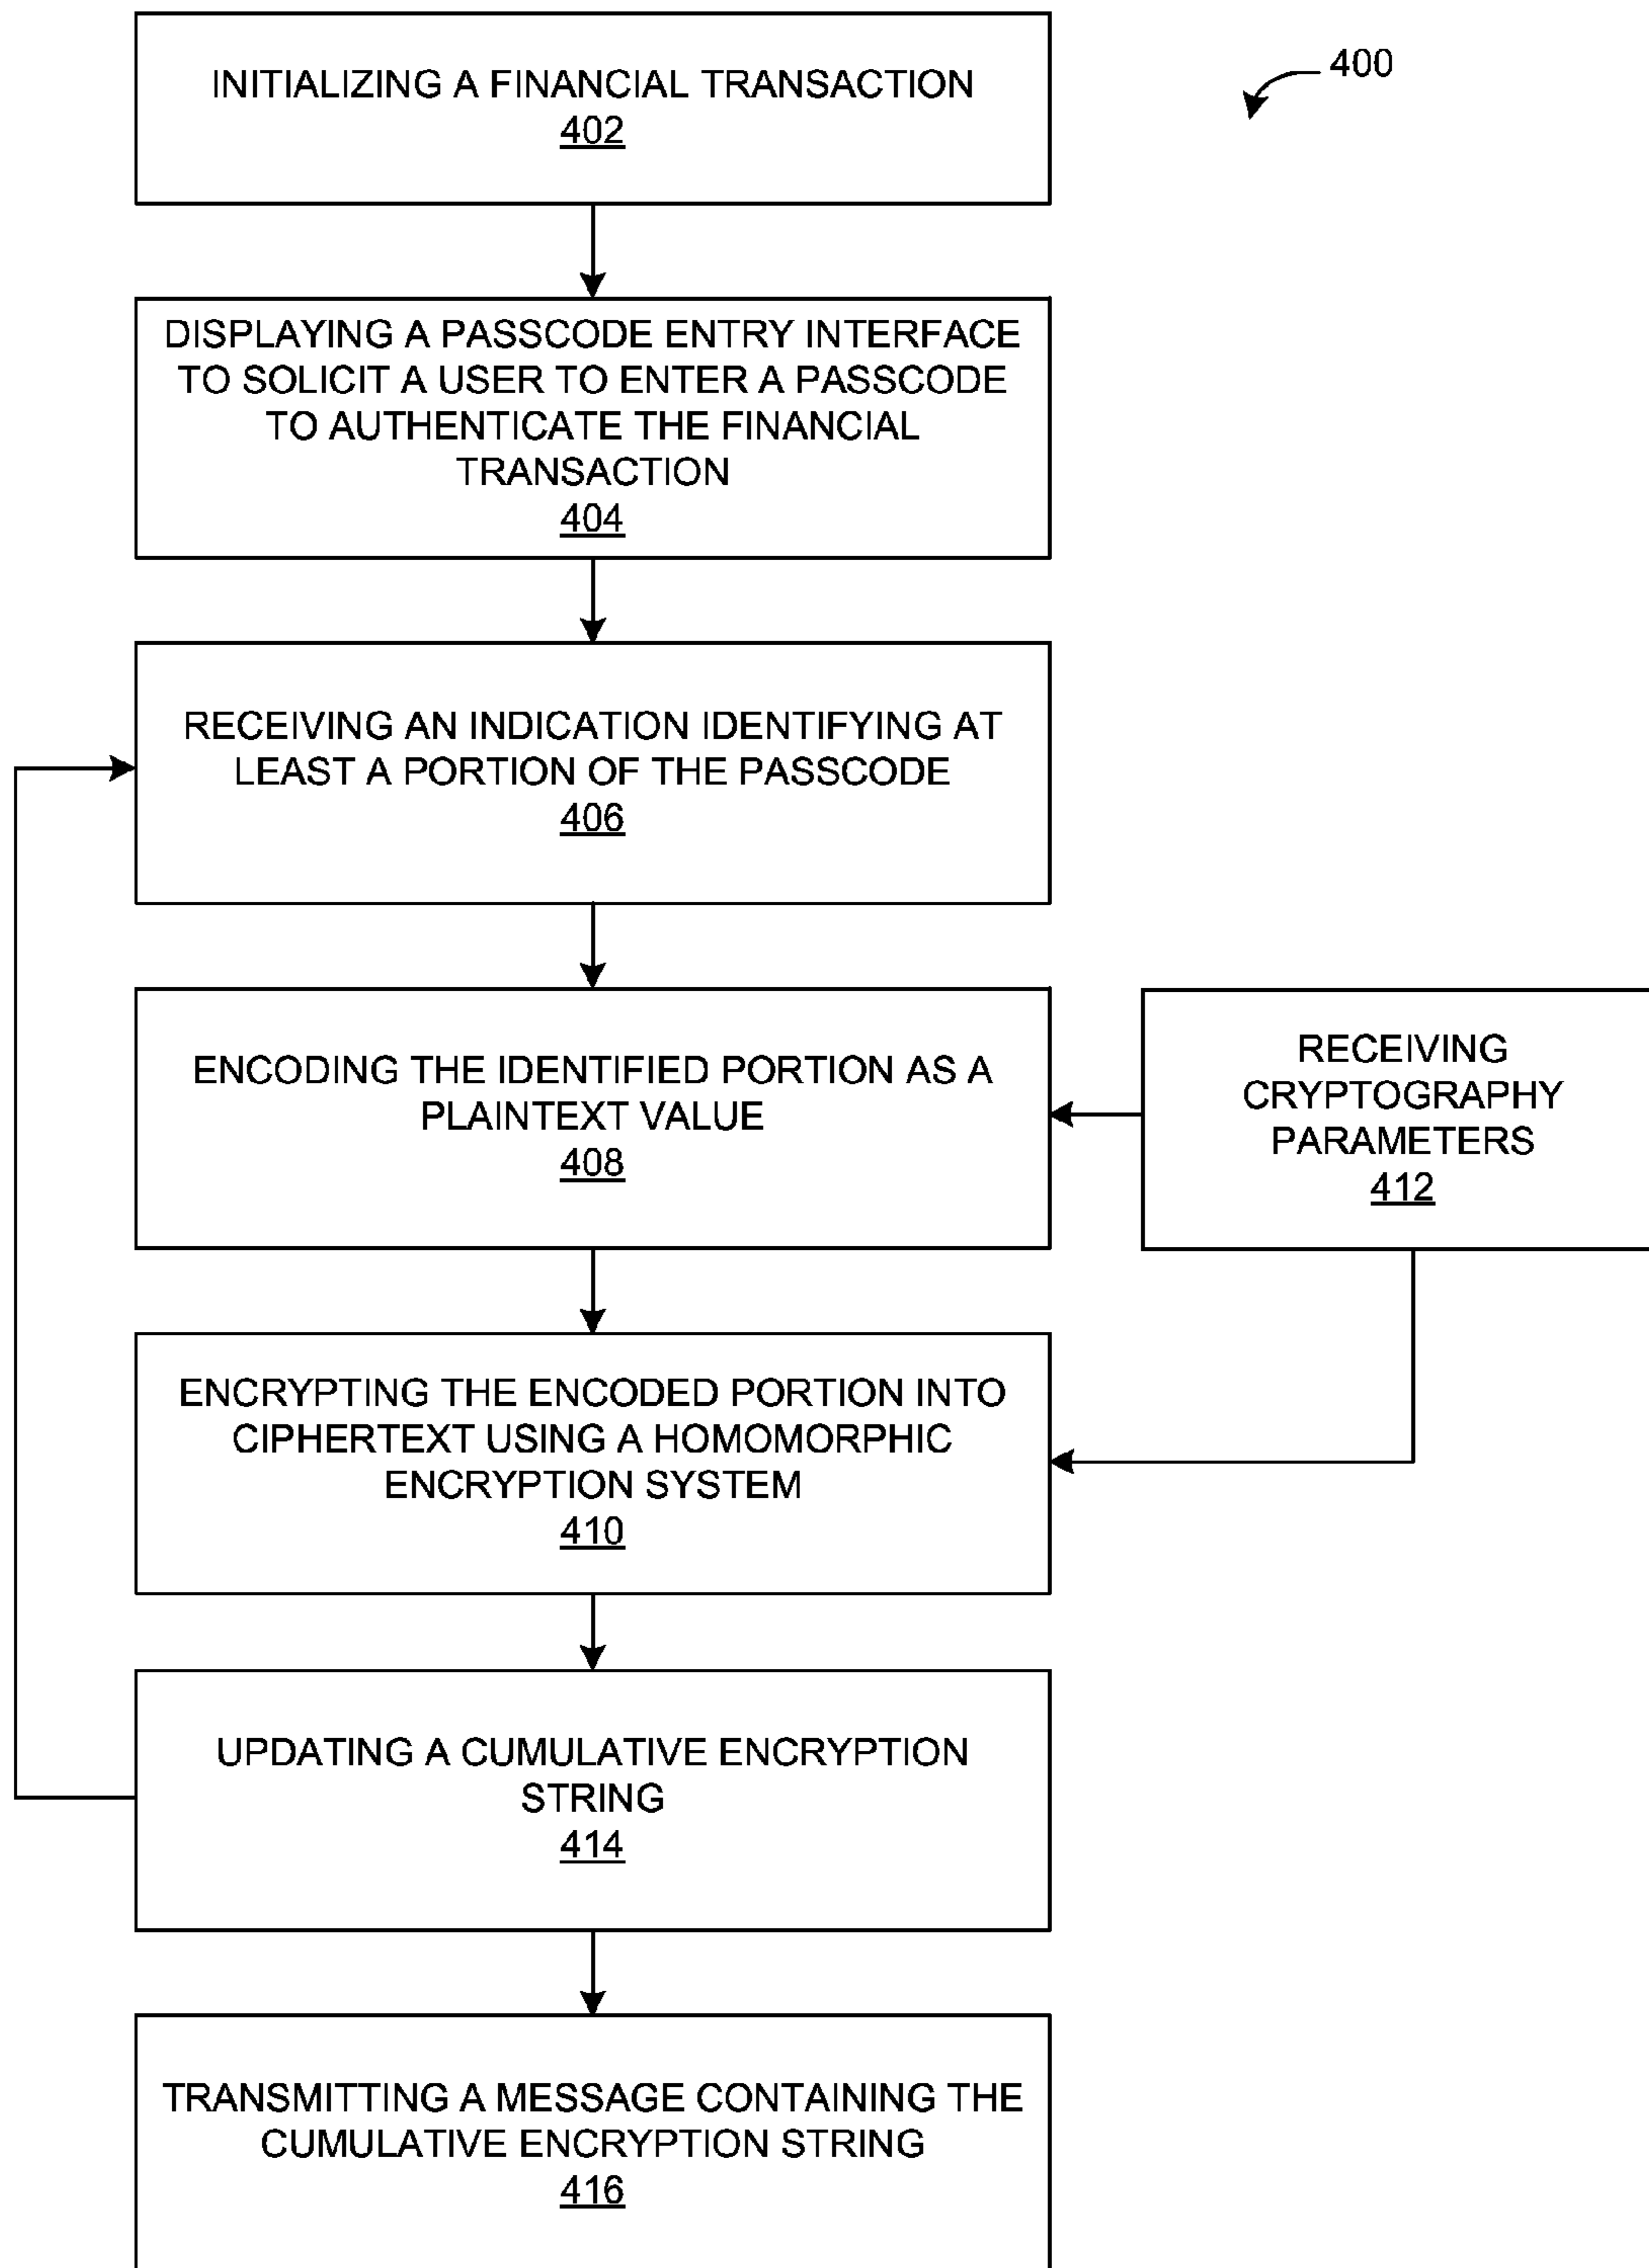 INITIALIZING A FINANCIAL TRANSACTION
402
400
DISPLAYING A PASSCODE ENTRY INTERFACE
TO SOLICIT A USER TO ENTER A PASSCODE
TO AUTHENTICATE THE FINANCIAL
TRANSACTION
404
RECEIVING AN INDICATION IDENTIFYING AT
LEAST A PORTION OF THE PASSCODE
406
ENCODING THE IDENTIFIED PORTION AS A
PLAINTEXT VALUE
408
RECEIVING
CRYPTOGRAPHY
PARAMETERS
412
ENCRYPTING THE ENCODED PORTION INTO
CIPHERTEXT USING A HOMOMORPHIC
ENCRYPTION SYSTEM
410
UPDATING A CUMULATIVE ENCRYPTION
STRING
414
TRANSMITTING A MESSAGE CONTAINING THE
CUMULATIVE ENCRYPTION STRING
416